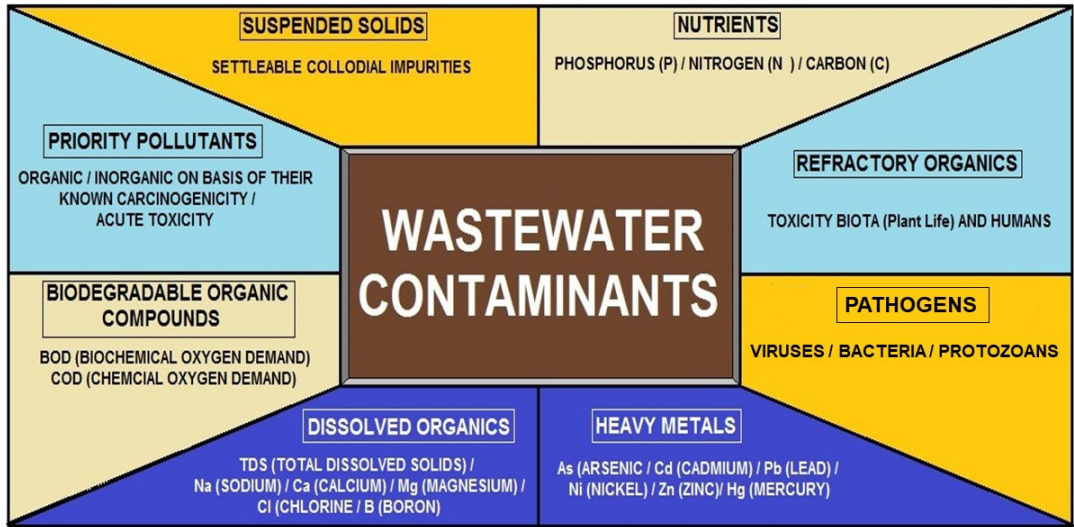 SUSPENDED SOLIDS
SETTLEABLE COLLODIAL IMPURITIES
NUTRIENTS
PHOSPHORUS (P) / NITROGEN (N ) / CARBON (C)
PRIORITY POLLUTANTS
ORGANIC / INORGANIC ON BASIS OF THEIR
KNOWN CARCINOGENICITY /
ACUTE TOXICITY
WASTEWATER
CONTAMINANTS
REFRACTORY ORGANICS
TOXICITY BIOTA (Plant Life) AND HUMANS
BIODEGRADABLE ORGANIC
COMPOUNDS
BOD (BIOCHEMICAL OXYGEN DEMAND)
COD (CHEMCIAL OXYGEN DEMAND)
PATHOGENS
VIRUSES / BACTERIA / PROTOZOANS
DISSOLVED ORGANICS
TDS (TOTAL DISSOLVED SOLIDS) /
Na (SODIUM) / Ca (CALCIUM) / Mg (MAGNESIUM) /
Cl (CHLORINE / B (BORON)
HEAVY METALS
As (ARSENIC / Cd (CADMIUM) / Pb (LEAD) /
Ni (NICKEL) / Zn (ZINC)/ Hg (MERCURY)